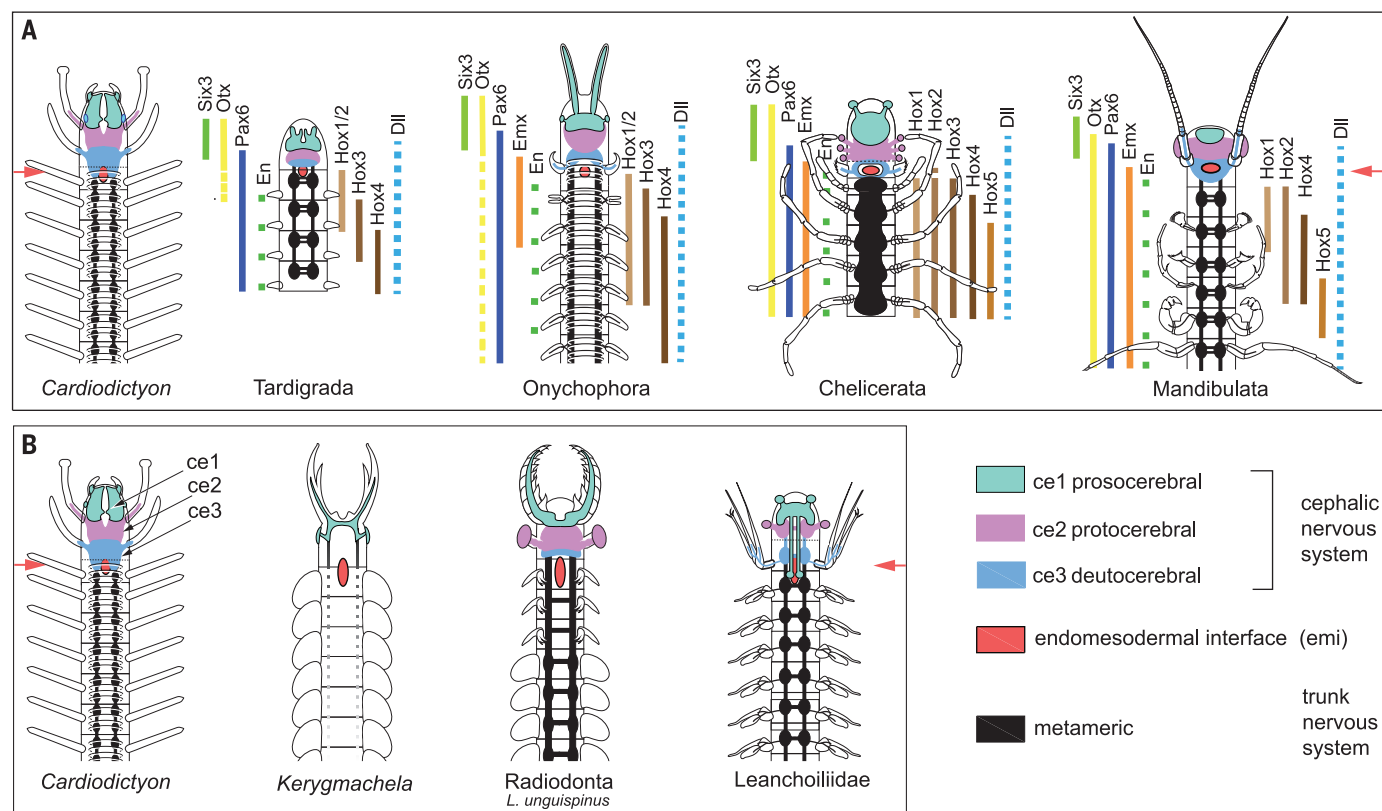 A
Six3
Otx
Pax6
En
Hox1/2
Hox3
Hox4
Dll
Six3
Otx
Pax6
Emx
En
Hox1/2
Hox3
Hox4
Dll
Six3
Otx
Pax6
Emx
En
Hox1
Hox2
Hox3
Hox4
Hox5
Dll
Six3
Otx
Pax6
Emx
En
Hox1
Hox2
Hox4
Hox5
Dll
Cardiodictyon
Tardigrada
Onychophora
Chelicerata
Mandibulata
B
ce1
ce2
ce3
Cardiodictyon
Kerygmachela
Radiodonta
L. unguispinus
Leanchoiliidae
ce1 prosocerebral
ce2 protocerebral
ce3 deutocerebral
cephalic
nervous
system
endomesodermal interface (emi)
metameric
trunk
nervous
system